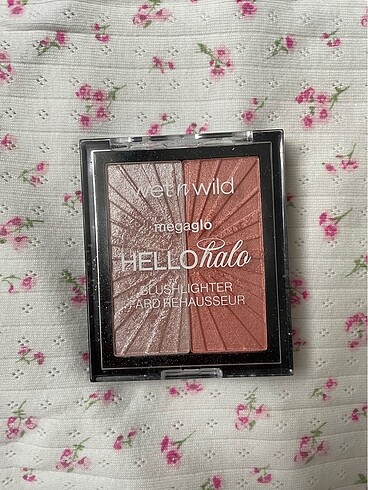 wet n wild
megaglo
HELLO halo
BLUSHLIGHTER
FARD REHAUSSEUR